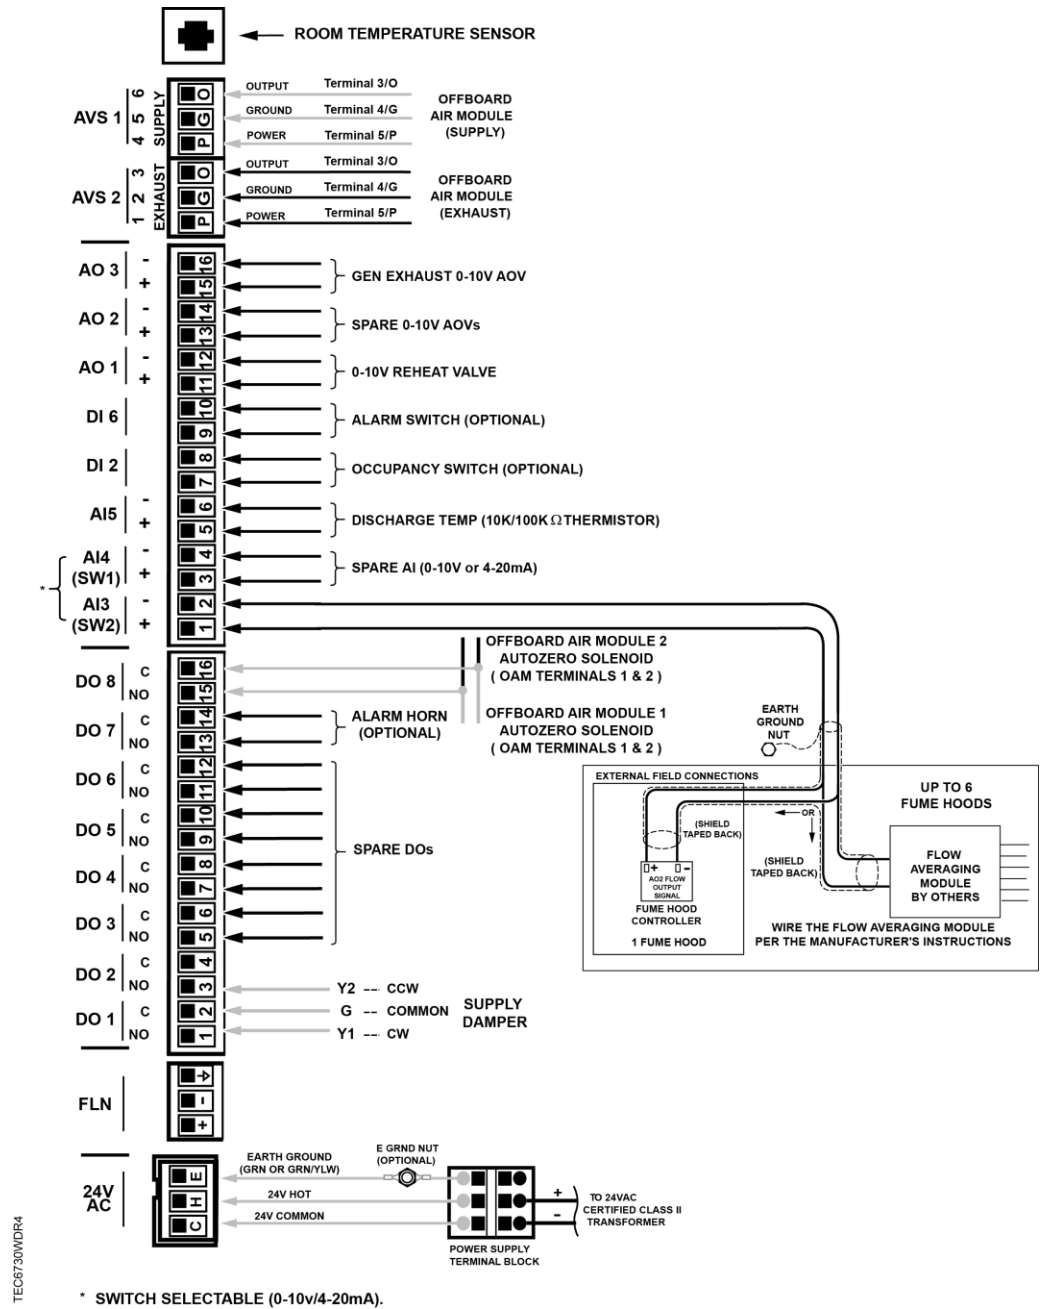 ROOM TEMPERATURE SENSOR
AVS 1
4 5 6
SUPPLY
O
G
P
OUTPUT
Terminal 3/O
GROUND
Terminal 4/G
POWER
Terminal 5/P
OFFBOARD
AIR MODULE
(SUPPLY)
AVS 2
1 2 3
EXHAUST
O
G
P
OUTPUT
Terminal 3/O
GROUND
Terminal 4/G
POWER
Terminal 5/P
OFFBOARD
AIR MODULE
(EXHAUST)
AO 3
-
+
16
15
GEN EXHAUST 0-10V AOV
AO 2
-
+
14
13
SPARE 0-10V AOVs
AO 1
-
+
12
11
0-10V REHEAT VALVE
DI 6
10
9
ALARM SWITCH (OPTIONAL)
DI 2
8
7
OCCUPANCY SWITCH (OPTIONAL)
AI5
-
+
6
5
DISCHARGE TEMP (10K/100K Ω THERMISTOR)
*
AI4
(SW1)
-
+
4
3
SPARE AI (0-10V or 4-20mA)
AI3
(SW2)
-
+
2
1
OFFBOARD AIR MODULE 2
AUTOZERO SOLENOID
( OAM TERMINALS 1 & 2 )
DO 8
C
NO
16
15
OFFBOARD AIR MODULE 1
AUTOZERO SOLENOID
( OAM TERMINALS 1 & 2 )
DO 7
C
NO
14
13
ALARM HORN
(OPTIONAL)
DO 6
C
NO
12
11
DO 5
C
NO
10
9
SPARE DOs
DO 4
C
NO
8
7
DO 3
C
NO
6
5
DO 2
C
NO
4
3
DO 1
C
NO
2
1
Y2 -- CCW
G -- COMMON
Y1 -- CW
SUPPLY
DAMPER
EARTH
GROUND
NUT
EXTERNAL FIELD CONNECTIONS
UP TO 6
FUME HOODS
(SHIELD
TAPED BACK)
OR
(SHIELD
TAPED BACK)
FLOW
AVERAGING
MODULE
BY OTHERS
+ -
AO2 FLOW
OUTPUT
SIGNAL
FUME HOOD
CONTROLLER
1 FUME HOOD
WIRE THE FLOW AVERAGING MODULE
PER THE MANUFACTURER'S INSTRUCTIONS
FLN
-
+
24V
AC
E
H
C
EARTH GROUND
(GRN OR GRN/YLW)
E GRND NUT
(OPTIONAL)
24V HOT
24V COMMON
+
-
TO 24VAC
CERTIFIED CLASS II
TRANSFORMER
POWER SUPPLY
TERMINAL BLOCK
TEC6730WDR4
* SWITCH SELECTABLE (0-10v/4-20mA).